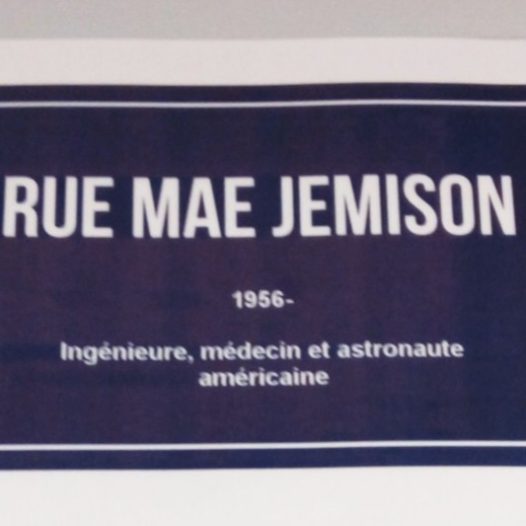 RUE MAE JEMISON
1956-
Ingénieure, médecin et astronaute
américaine